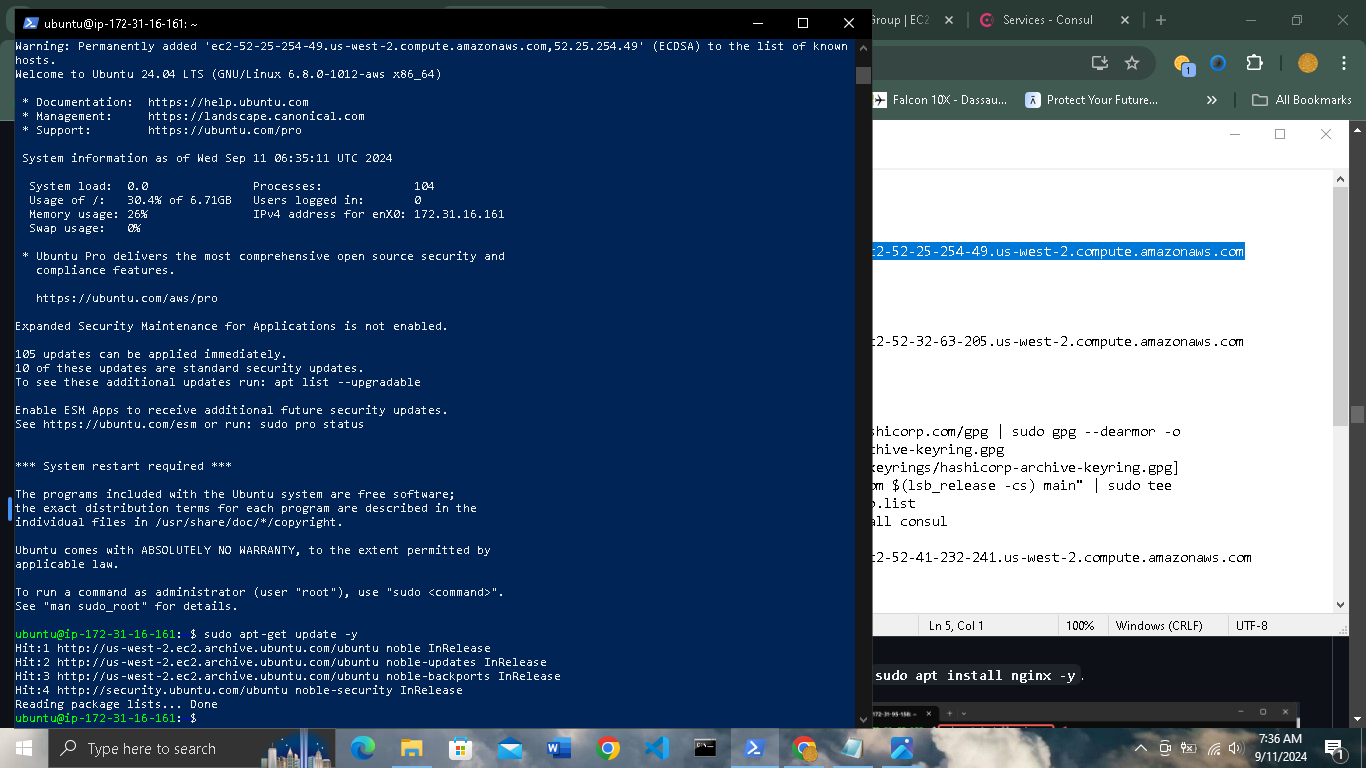 ubuntu@ip-172-31-16-161: ~
Group | EC2
Services - Consul
1
Falcon 10X - Dassau...
Protect Your Future...
»
All Bookmarks
Warning: Permanently added 'ec2-52-25-254-49.us-west-2.compute.amazonaws.com,52.25.254.49' (ECDSA) to the list of known
hosts.
Welcome to Ubuntu 24.04 LTS (GNU/Linux 6.8.0-1012-aws x86_64)
* Documentation:  https://help.ubuntu.com
* Management:     https://landscape.canonical.com
* Support:        https://ubuntu.com/pro
System information as of Wed Sep 11 06:35:11 UTC 2024
System load:  0.0               Processes:             104
Usage of /:   30.4% of 6.71GB   Users logged in:       0
Memory usage: 26%               IPv4 address for enX0: 172.31.16.161
Swap usage:   0%
* Ubuntu Pro delivers the most comprehensive open source security and
compliance features.
https://ubuntu.com/aws/pro
Expanded Security Maintenance for Applications is not enabled.
105 updates can be applied immediately.
10 of these updates are standard security updates.
To see these additional updates run: apt list --upgradable
Enable ESM Apps to receive additional future security updates.
See https://ubuntu.com/esm or run: sudo pro status
*** System restart required ***
The programs included with the Ubuntu system are free software;
the exact distribution terms for each program are described in the
individual files in /usr/share/doc/*/copyright.
Ubuntu comes with ABSOLUTELY NO WARRANTY, to the extent permitted by
applicable law.
To run a command as administrator (user "root"), use "sudo <command>".
See "man sudo_root" for details.
ubuntu@ip-172-31-16-161: $ sudo apt-get update -y
Hit:1 http://us-west-2.ec2.archive.ubuntu.com/ubuntu noble InRelease
Hit:2 http://us-west-2.ec2.archive.ubuntu.com/ubuntu noble-updates InRelease
Hit:3 http://us-west-2.ec2.archive.ubuntu.com/ubuntu noble-backports InRelease
Hit:4 http://security.ubuntu.com/ubuntu noble-security InRelease
Reading package lists... Done
ubuntu@ip-172-31-16-161: $
c2-52-25-254-49.us-west-2.compute.amazonaws.com
c2-52-32-63-205.us-west-2.compute.amazonaws.com
shicorp.com/gpg | sudo gpg --dearmor -o
chive-keyring.gpg
keyrings/hashicorp-archive-keyring.gpg]
om $(lsb_release -cs) main" | sudo tee
p.list
all consul
c2-52-41-232-241.us-west-2.compute.amazonaws.com
Ln 5, Col 1
100%
Windows (CRLF)
UTF-8
sudo apt install nginx -y.
Type here to search
7:36 AM
9/11/2024
1